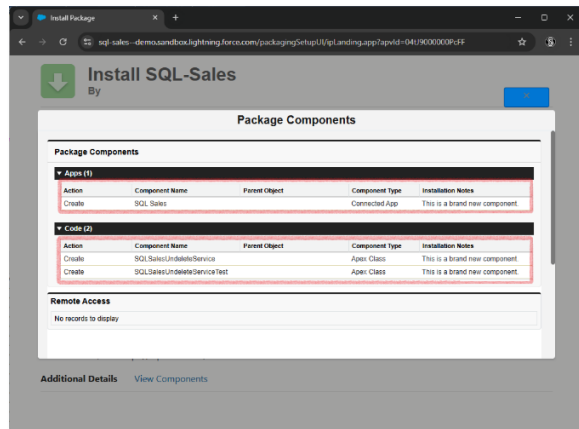 Install Package
sql-sales--demo.sandbox.lightning.force.com/packagingSetupUI/ipLanding.app?apvId=04tJ9000000PcFF
Install SQL-Sales
By
Package Components
Package Components
Apps (1)
Action Component Name Parent Object Component Type Installation Notes
Create SQL Sales Connected App This is a brand new component.
Code (2)
Action Component Name Parent Object Component Type Installation Notes
Create SQLSalesUndeleteService Apex Class This is a brand new component.
Create SQLSalesUndeleteServiceTest Apex Class This is a brand new component.
Remote Access
No records to display
Additional Details View Components